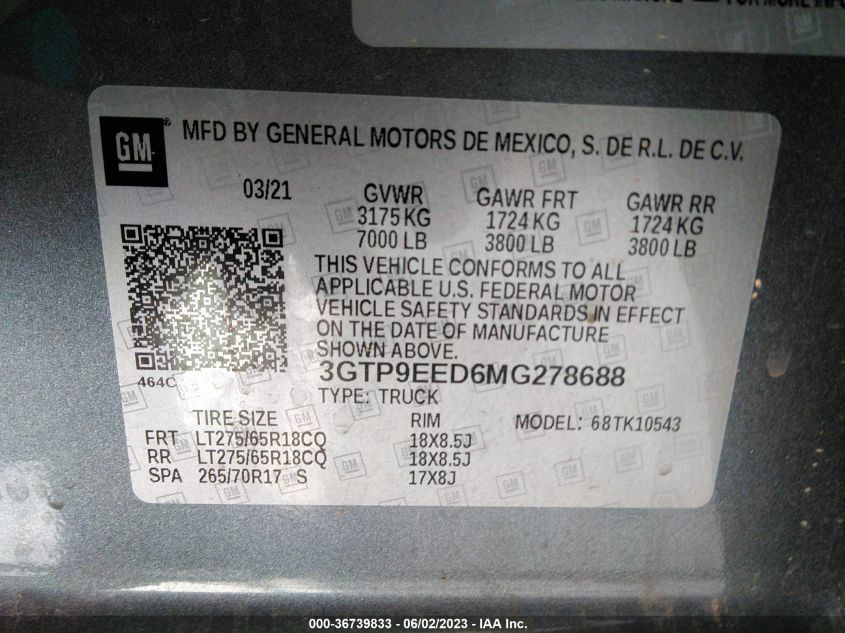 FOR MORE INFO
GM
MFD BY GENERAL MOTORS DE MEXICO, S. DE R.L. DE C.V.
03/21 GVWR GAWR FRT GAWR RR
3175 KG 1724 KG 1724 KG
7000 LB 3800 LB 3800 LB
THIS VEHICLE CONFORMS TO ALL
APPLICABLE U.S. FEDERAL MOTOR
VEHICLE SAFETY STANDARDS IN EFFECT
ON THE DATE OF MANUFACTURE
SHOWN ABOVE.
464C
3GTP9EED6MG278688
TYPE: TRUCK
TIRE SIZE RIM MODEL: 68TK10543
FRT LT275/65R18CQ 18X8.5J
RR LT275/65R18CQ 18X8.5J
SPA 265/70R17 S 17X8J
000-36739833 - 06/02/2023 - IAA Inc.